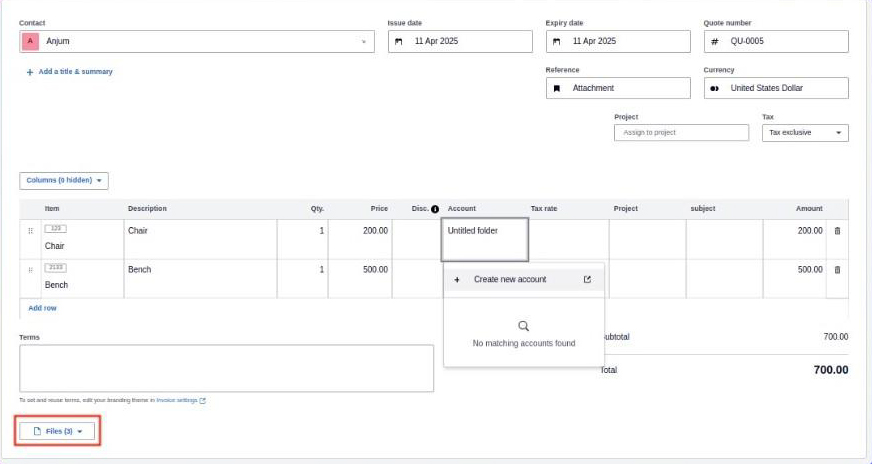 Contact
Issue date
Expiry date
Quote number
A Anjum
11 Apr 2025
11 Apr 2025
# QU-0005
+ Add a title & summary
Reference
Currency
Attachment
United States Dollar
Project
Tax
Assign to project
Tax exclusive
Columns (0 hidden)
Item Description Qty. Price Disc. Account Tax rate Project subject Amount
123
Chair
Chair 1 200.00 Untitled folder 200.00
2133
Bench
Bench 1 500.00 500.00
+ Create new account
No matching accounts found
Add row
Terms
ubtotal 700.00
Total 700.00
To set and reuse terms, edit your branding theme in Invoice settings
Files (3)